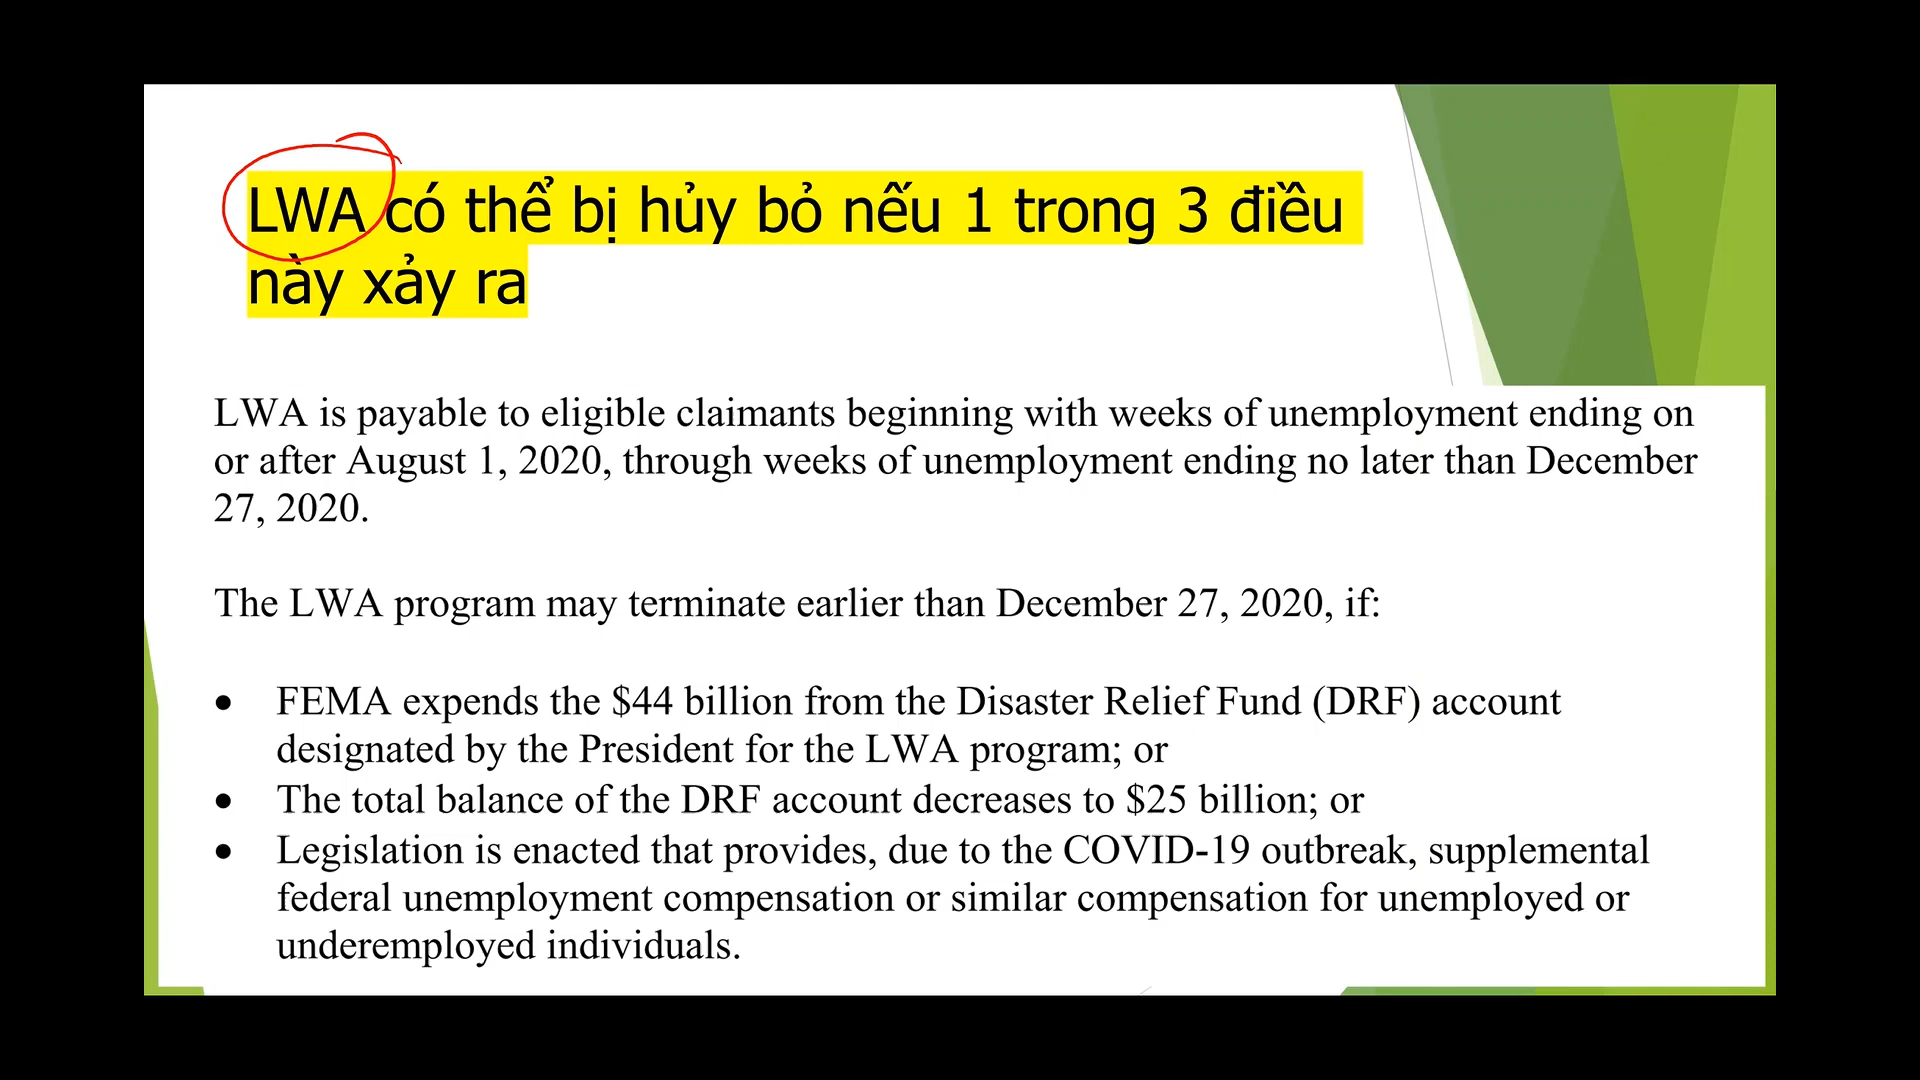 LWA có thể bị hủy bỏ nếu 1 trong 3 điều
này xảy ra
LWA is payable to eligible claimants beginning with weeks of unemployment ending on
or after August 1, 2020, through weeks of unemployment ending no later than December
27, 2020.
The LWA program may terminate earlier than December 27, 2020, if:
• FEMA expends the $44 billion from the Disaster Relief Fund (DRF) account
designated by the President for the LWA program; or
• The total balance of the DRF account decreases to $25 billion; or
• Legislation is enacted that provides, due to the COVID-19 outbreak, supplemental
federal unemployment compensation or similar compensation for unemployed or
underemployed individuals.